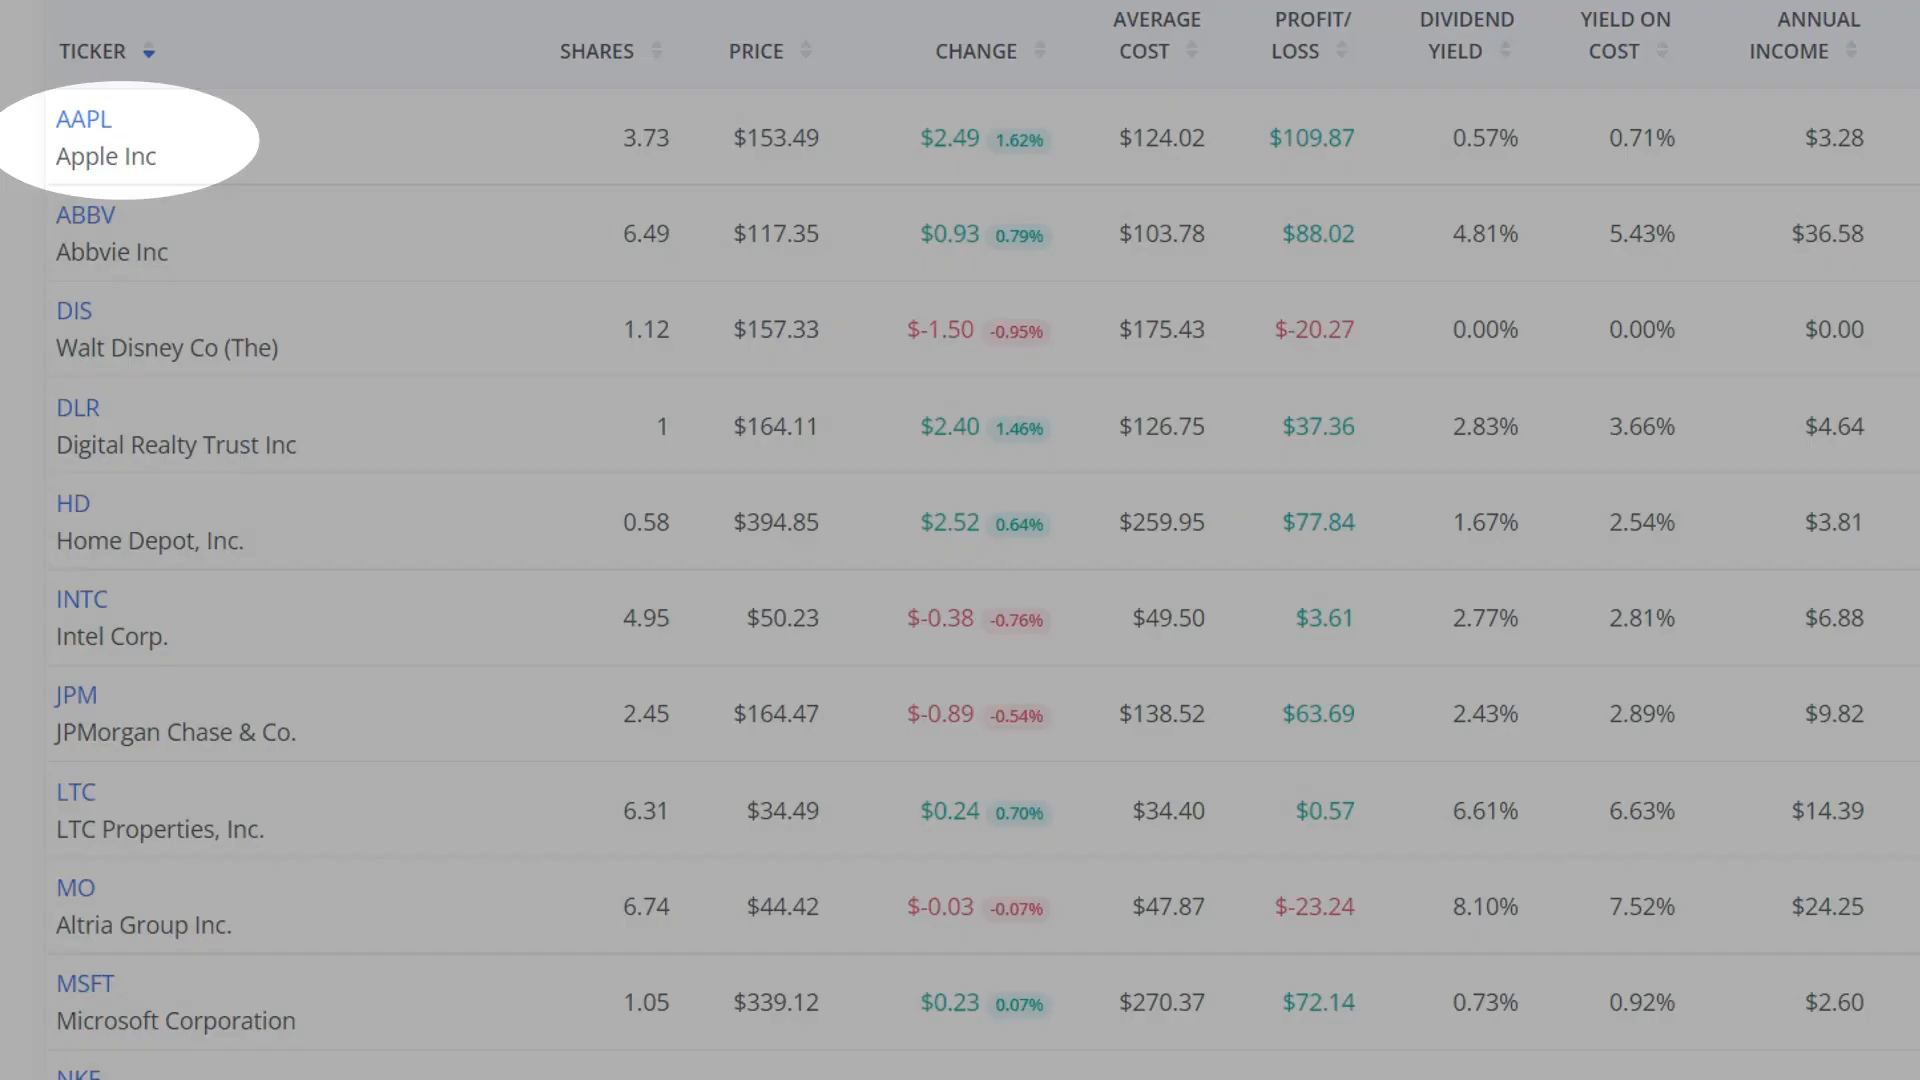 TICKER SHARES PRICE CHANGE AVERAGE COST PROFIT/ LOSS DIVIDEND YIELD YIELD ON COST ANNUAL INCOME
AAPL
Apple Inc 3.73 $153.49 $2.49 1.62% $124.02 $109.87 0.57% 0.71% $3.28
ABBV
Abbvie Inc 6.49 $117.35 $0.93 0.79% $103.78 $88.02 4.81% 5.43% $36.58
DIS
Walt Disney Co (The) 1.12 $157.33 $-1.50 -0.95% $175.43 $-20.27 0.00% 0.00% $0.00
DLR
Digital Realty Trust Inc 1 $164.11 $2.40 1.46% $126.75 $37.36 2.83% 3.66% $4.64
HD
Home Depot, Inc. 0.58 $394.85 $2.52 0.64% $259.95 $77.84 1.67% 2.54% $3.81
INTC
Intel Corp. 4.95 $50.23 $-0.38 -0.76% $49.50 $3.61 2.77% 2.81% $6.88
JPM
JPMorgan Chase & Co. 2.45 $164.47 $-0.89 -0.54% $138.52 $63.69 2.43% 2.89% $9.82
LTC
LTC Properties, Inc. 6.31 $34.49 $0.24 0.70% $34.40 $0.57 6.61% 6.63% $14.39
MO
Altria Group Inc. 6.74 $44.42 $-0.03 -0.07% $47.87 $-23.24 8.10% 7.52% $24.25
MSFT
Microsoft Corporation 1.05 $339.12 $0.23 0.07% $270.37 $72.14 0.73% 0.92% $2.60
NKE